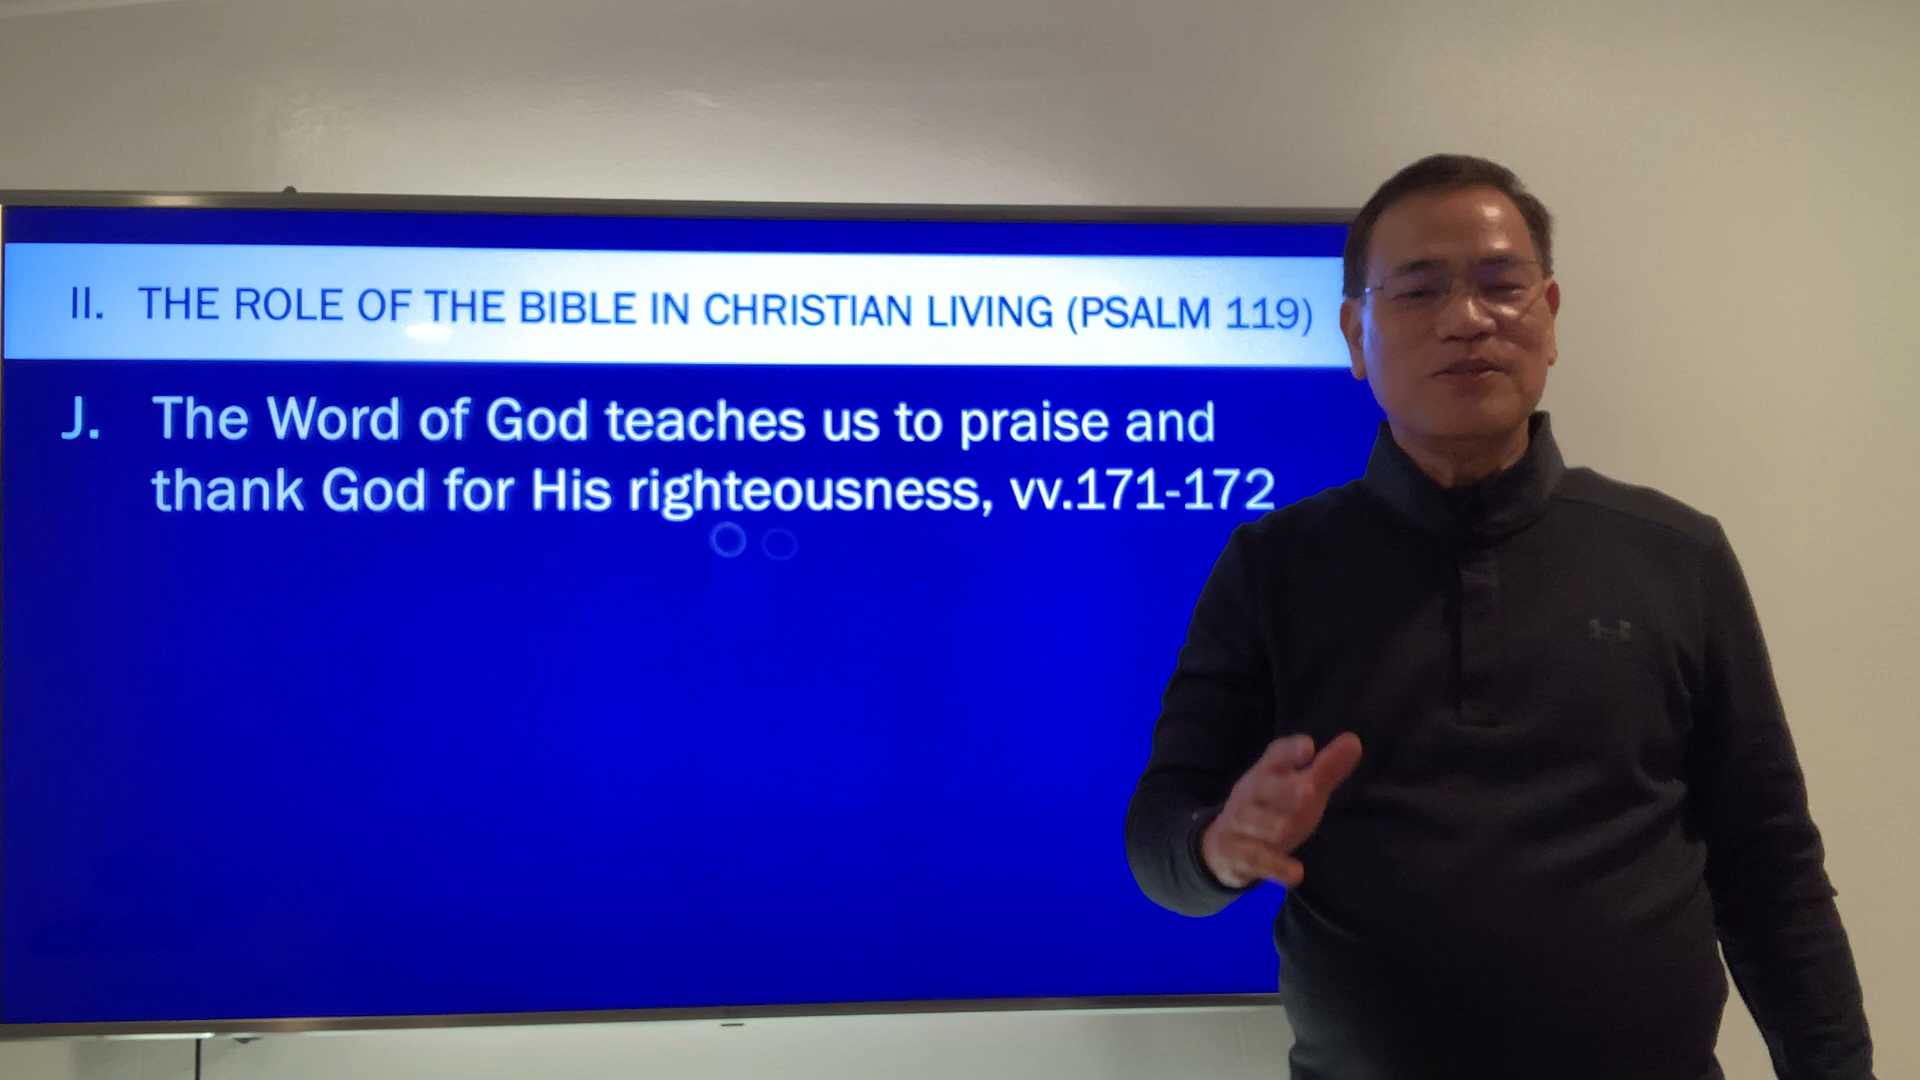 II. THE ROLE OF THE BIBLE IN CHRISTIAN LIVING (PSALM 119)
J. The Word of God teaches us to praise and
thank God for His righteousness, vv.171-172